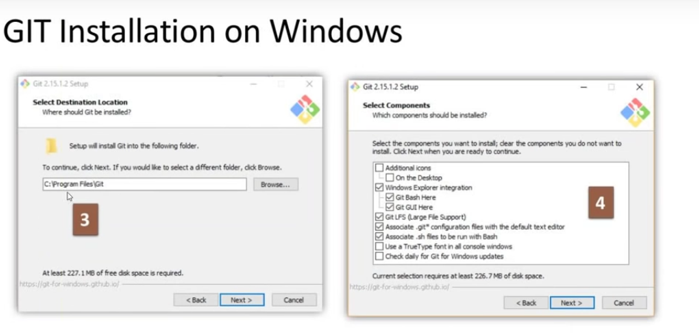 GIT Installation on Windows
Git 2.15.1.2 Setup
Select Destination Location
Where should Git be installed?
Setup will install Git into the following folder.
To continue, click Next. If you would like to select a different folder, click Browse.
C:\Program Files\Git
Browse...
3
At least 227.1 MB of free disk space is required.
https://git-for-windows.github.io/
< Back
Next >
Cancel
Git 2.15.1.2 Setup
Select Components
Which components should be installed?
Select the components you want to install; clear the components you do not want to
install. Click Next when you are ready to continue.
Additional icons
On the Desktop
Windows Explorer integration
Git Bash Here
Git GUI Here
Git LFS (Large File Support)
Associate .git* configuration files with the default text editor
Associate .sh files to be run with Bash
Use a TrueType font in all console windows
Check daily for Git for Windows updates
4
Current selection requires at least 226.7 MB of disk space.
https://git-for-windows.github.io/
< Back
Next >
Cancel